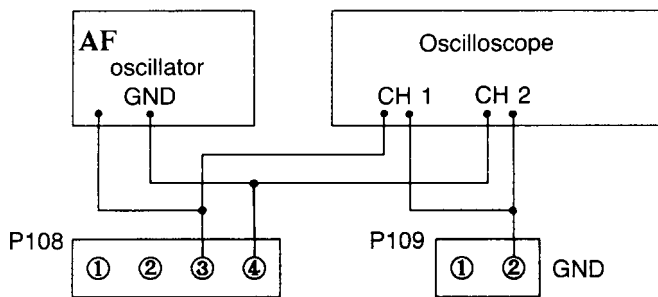 AF
oscillator
GND
Oscilloscope
CH 1 CH 2
P108
① ② ③ ④
P109
① ② GND